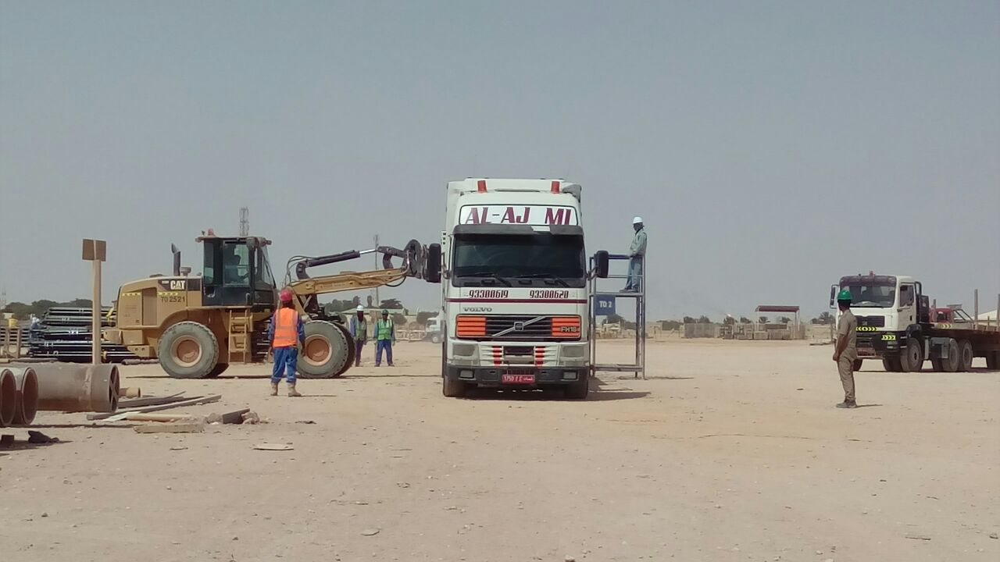 AL-AJ MI
93300619 93300620
VOLVO
FH16
CAT
TO 2521
TO 2